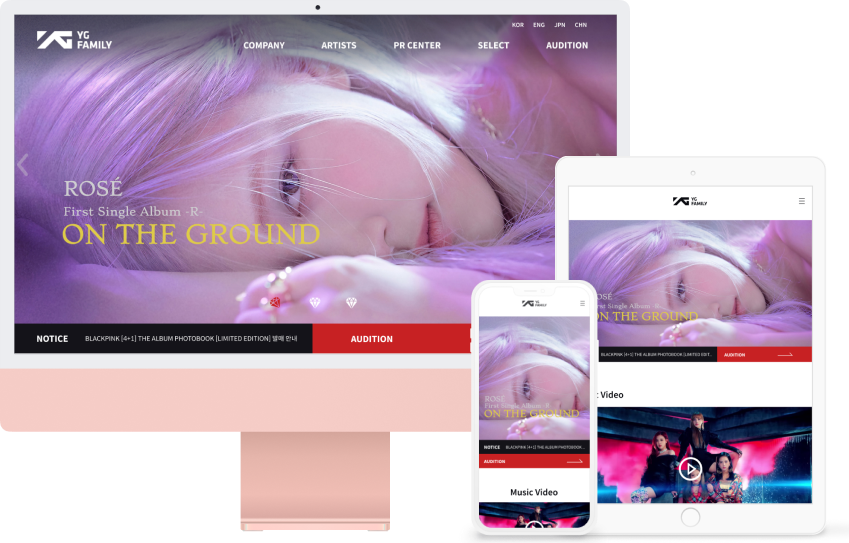 KOR ENG JPN CHN
YG FAMILY
COMPANY ARTISTS PR CENTER SELECT AUDITION
ROSÉ
First Single Album -R-
ON THE GROUND
NOTICE BLACKPINK [4+1] THE ALBUM PHOTOBOOK [LIMITED EDITION] 발매 안내
AUDITION
YG FAMILY
OSÉ
First Single Album -R-
N THE GROUND
BLACKPINK [4+1] THE ALBUM PHOTOBOOK [LIMITED EDIT...
AUDITION
c Video
YG FAMILY
ROSÉ
First Single Album -R-
ON THE GROUND
NOTICE BLACKPINK [4+1] THE ALBUM PHOTOBOOK...
AUDITION
Music Video